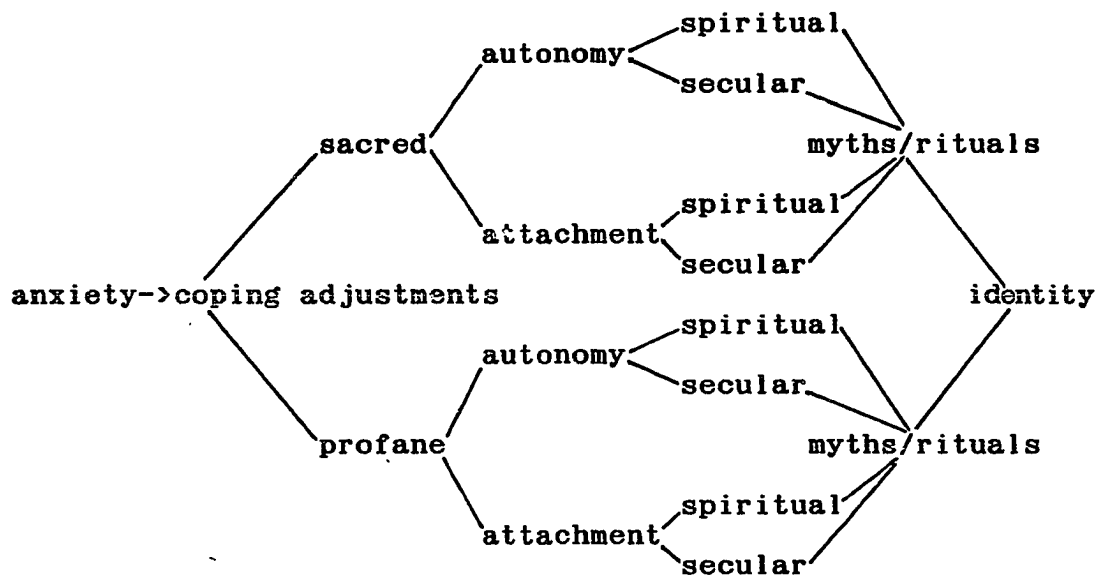 spiritual
autonomy
secular
sacred
myths/rituals
spiritual
attachment
secular
anxiety->coping adjustments
identity
spiritual
autonomy
secular
profane
myths/rituals
spiritual
attachment
secular